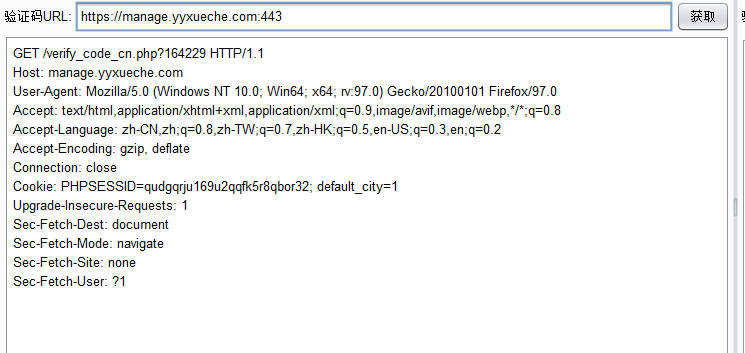 验证码URL: https://manage.yyxueche.com:443 获取
GET /verify_code_cn.php?164229 HTTP/1.1
Host: manage.yyxueche.com
User-Agent: Mozilla/5.0 (Windows NT 10.0; Win64; x64; rv:97.0) Gecko/20100101 Firefox/97.0
Accept: text/html,application/xhtml+xml,application/xml;q=0.9,image/avif,image/webp,*/*;q=0.8
Accept-Language: zh-CN,zh;q=0.8,zh-TW;q=0.7,zh-HK;q=0.5,en-US;q=0.3,en;q=0.2
Accept-Encoding: gzip, deflate
Connection: close
Cookie: PHPSESSID=qudgqrju169u2qqfk5r8qbor32; default_city=1
Upgrade-Insecure-Requests: 1
Sec-Fetch-Dest: document
Sec-Fetch-Mode: navigate
Sec-Fetch-Site: none
Sec-Fetch-User: ?1